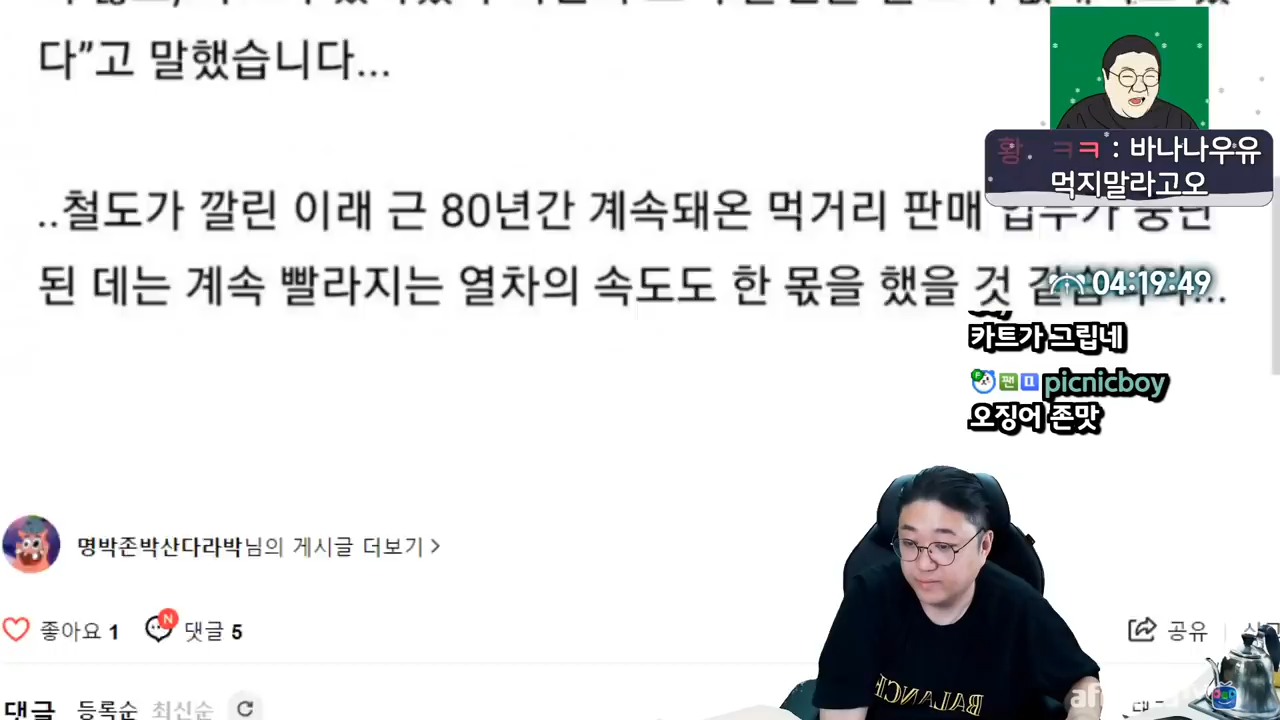 다”고 말했습니다...
황 ㅋㅋ : 바나나우유
먹지말라고오
..철도가 깔린 이래 근 80년간 계속돼온 먹거리 판매
된 데는 계속 빨라지는 열차의 속도도 한 몫을 했을 것
04:19:49
카트가 그립네
picnicboy
오징어 존맛
명박존박산다라박님의 게시글 더보기 >
좋아요 1 댓글 5
공유
댓글 등록순 최신순
BALANCE